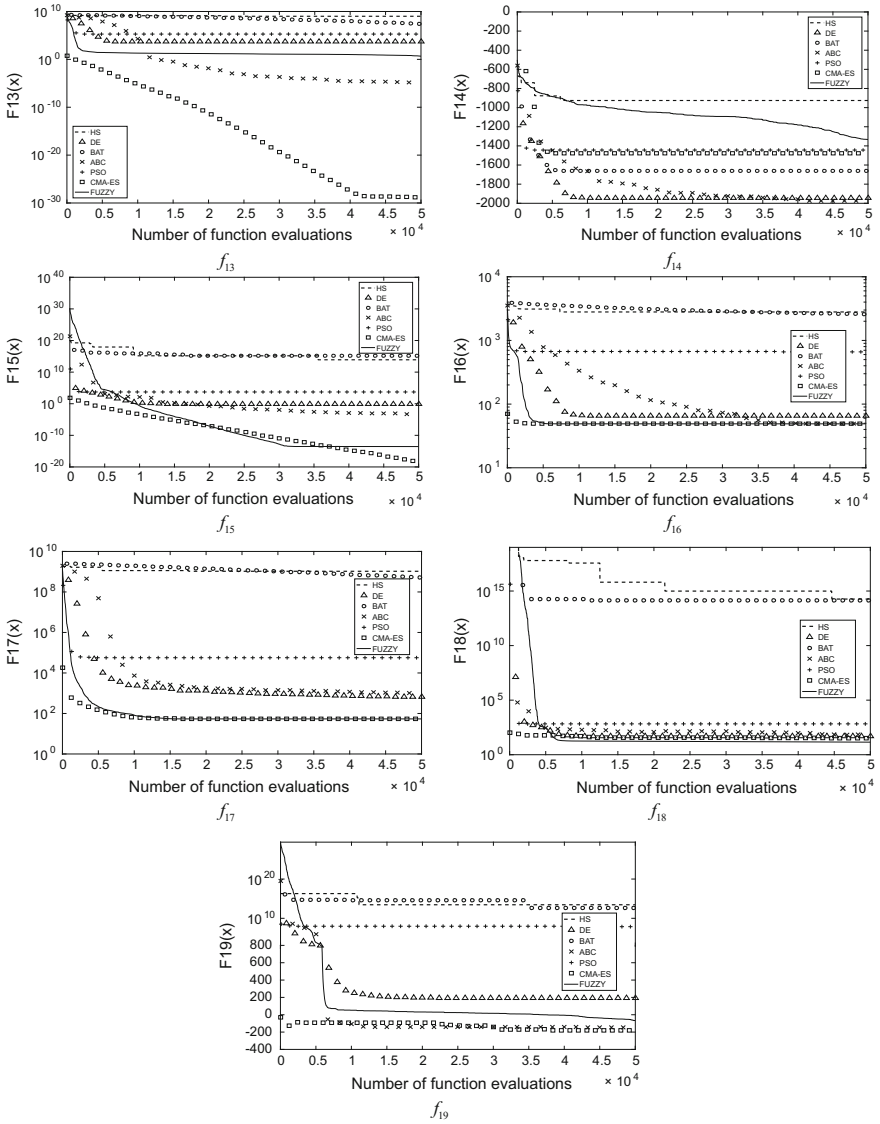 F13(x)
10^10
10^0
10^-10
10^-20
10^-30
HS
DE
BAT
ABC
PSO
CMA-ES
FUZZY
0 0.5 1 1.5 2 2.5 3 3.5 4 4.5 5
Number of function evaluations
× 10^4
f13
F14(x)
0
-200
-400
-600
-800
-1000
-1200
-1400
-1600
-1800
-2000
HS
DE
BAT
ABC
PSO
CMA-ES
FUZZY
0 0.5 1 1.5 2 2.5 3 3.5 4 4.5 5
Number of function evaluations
× 10^4
f14
F15(x)
10^40
10^20
10^10
10^0
10^-10
10^-20
HS
DE
BAT
ABC
PSO
CMA-ES
FUZZY
0 0.5 1 1.5 2 2.5 3 3.5 4 4.5 5
Number of function evaluations
× 10^4
f15
F16(x)
10^4
10^3
10^2
10^1
HS
DE
BAT
ABC
PSO
CMA-ES
FUZZY
0 0.5 1 1.5 2 2.5 3 3.5 4 4.5 5
Number of function evaluations
× 10^4
f16
F17(x)
10^10
10^8
10^6
10^4
10^2
10^0
HS
DE
BAT
ABC
PSO
CMA-ES
FUZZY
0 0.5 1 1.5 2 2.5 3 3.5 4 4.5 5
Number of function evaluations
× 10^4
f17
F18(x)
10^15
10^10
10^5
10^0
HS
DE
BAT
ABC
PSO
CMA-ES
FUZZY
0 0.5 1 1.5 2 2.5 3 3.5 4 4.5 5
Number of function evaluations
× 10^4
f18
F19(x)
10^20
10^10
800
600
400
200
0
-200
-400
HS
DE
BAT
ABC
PSO
CMA-ES
FUZZY
0 0.5 1 1.5 2 2.5 3 3.5 4 4.5 5
Number of function evaluations
× 10^4
f19